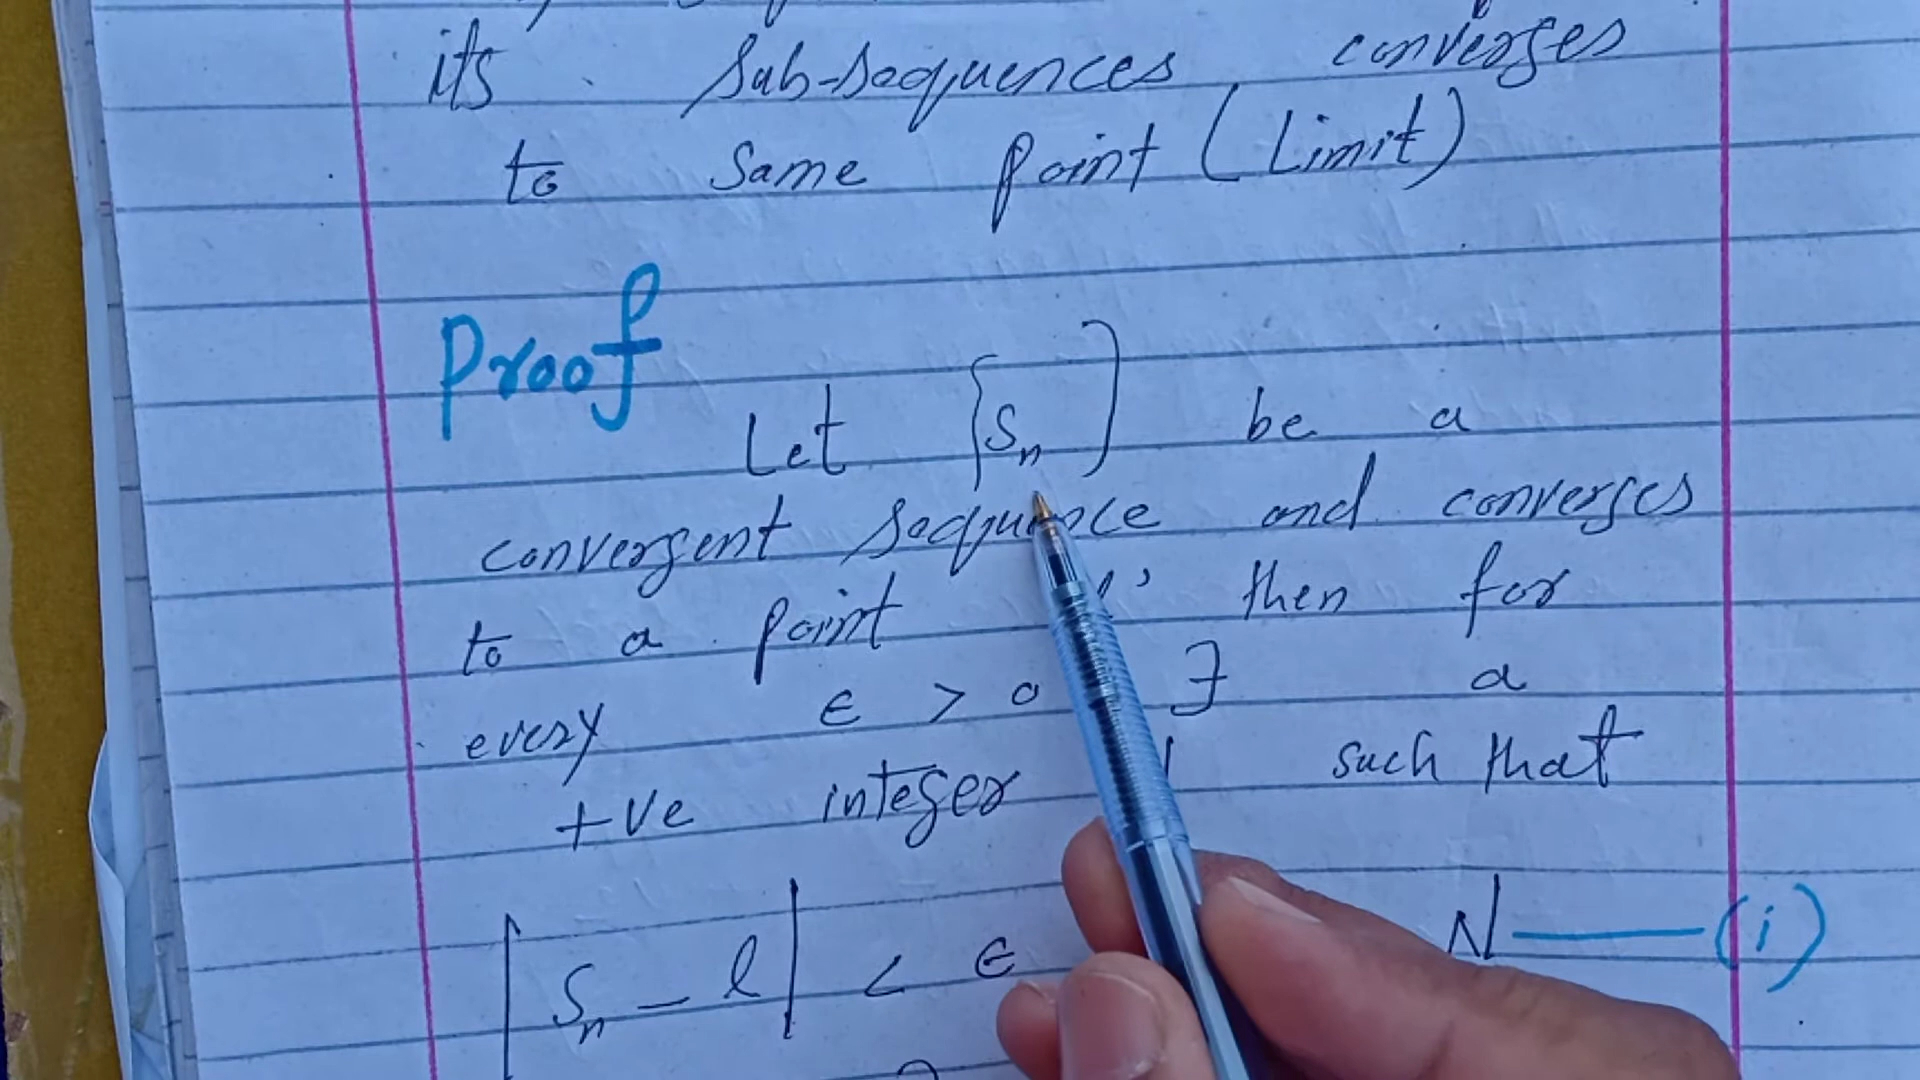 its sub-sequences converges
to same point (Limit)
Proof
Let {Sn} be a
convergent sequence and converges
to a point then for
every ϵ > 0 ∃ a
+ve integer such that
|Sn - l| < ϵ N — (i)